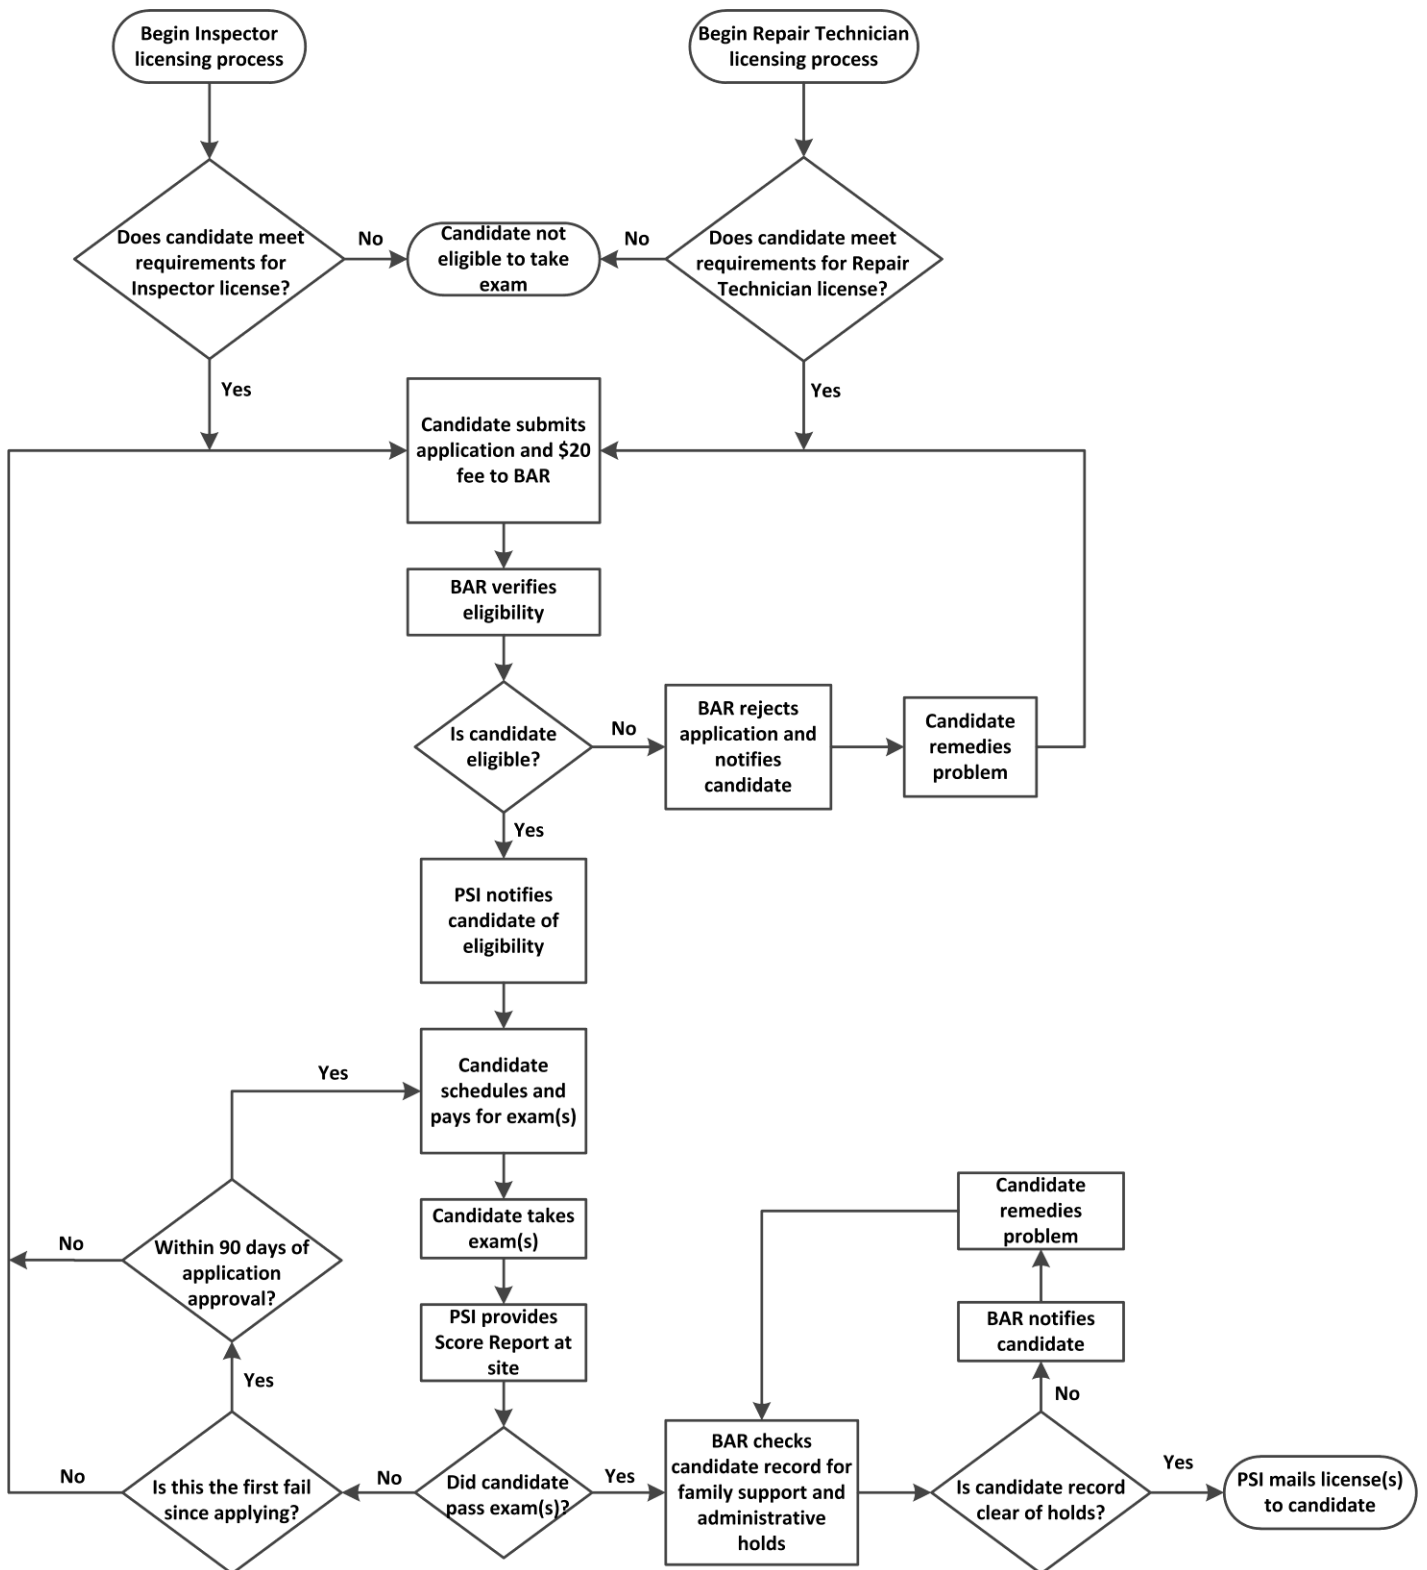 Begin Inspector
licensing process
Begin Repair Technician
licensing process
Does candidate meet
requirements for
Inspector license?
No
Candidate not
eligible to take
exam
No
Does candidate meet
requirements for Repair
Technician license?
Yes
Yes
Candidate submits
application and $20
fee to BAR
BAR verifies
eligibility
Is candidate
eligible?
No
BAR rejects
application and
notifies
candidate
Candidate
remedies
problem
Yes
PSI notifies
candidate of
eligibility
Candidate
schedules and
pays for exam(s)
Yes
Candidate takes
exam(s)
Within 90 days of
application
approval?
No
PSI provides
Score Report at
site
Yes
Did candidate
pass exam(s)?
No
Is this the first fail
since applying?
No
Yes
BAR checks
candidate record for
family support and
administrative
holds
Is candidate record
clear of holds?
No
BAR notifies
candidate
Candidate
remedies
problem
Yes
PSI mails license(s)
to candidate